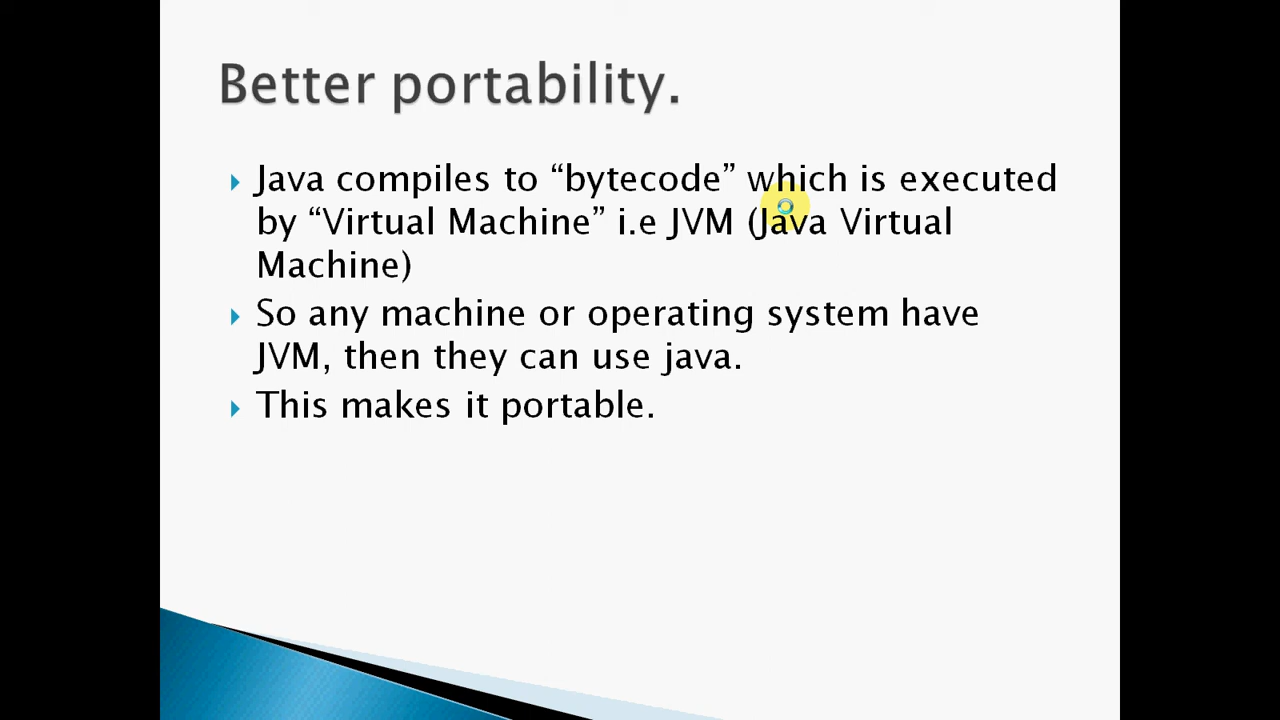 Better portability.
Java compiles to “bytecode” which is executed
by “Virtual Machine” i.e JVM (Java Virtual
Machine)
So any machine or operating system have
JVM, then they can use java.
This makes it portable.